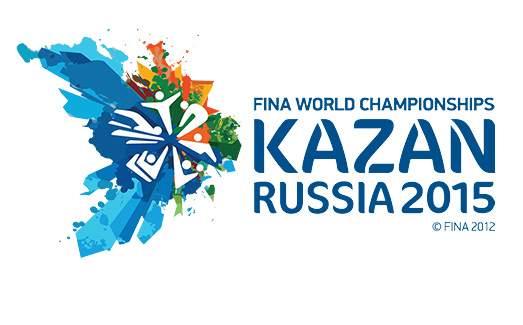 FINA WORLD CHAMPIONSHIPS
KAZAN
RUSSIA 2015
© FINA 2012